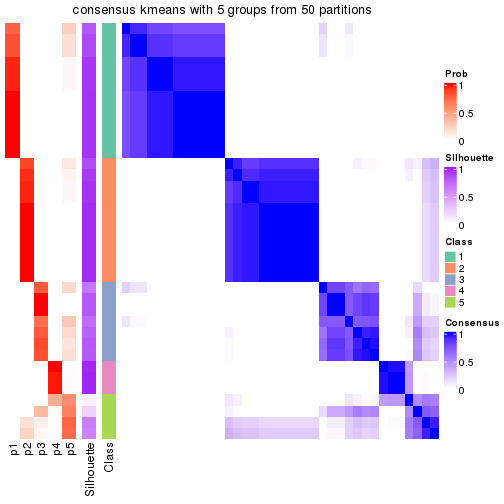 consensus kmeans with 5 groups from 50 partitions
Prob
1
0.5
0
Silhouette
1
0.5
0
Class
1
2
3
4
5
Consensus
1
0.5
0
p1
p2
p3
p4
p5
Silhouette
Class